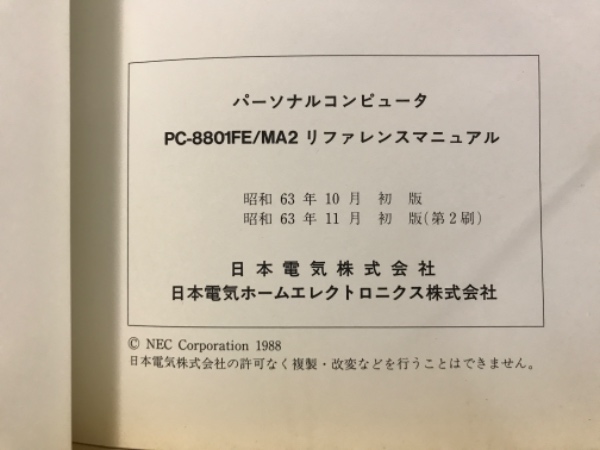 パーソナルコンピュータ
PC-8801FE/MA2 リファレンスマニュアル
昭和 63 年 10 月 初 版
昭和 63 年 11 月 初 版(第2刷)
日本電気株式会社
日本電気ホームエレクトロニクス株式会社
© NEC Corporation 1988
日本電気株式会社の許可なく複製・改変などを行うことはできません。